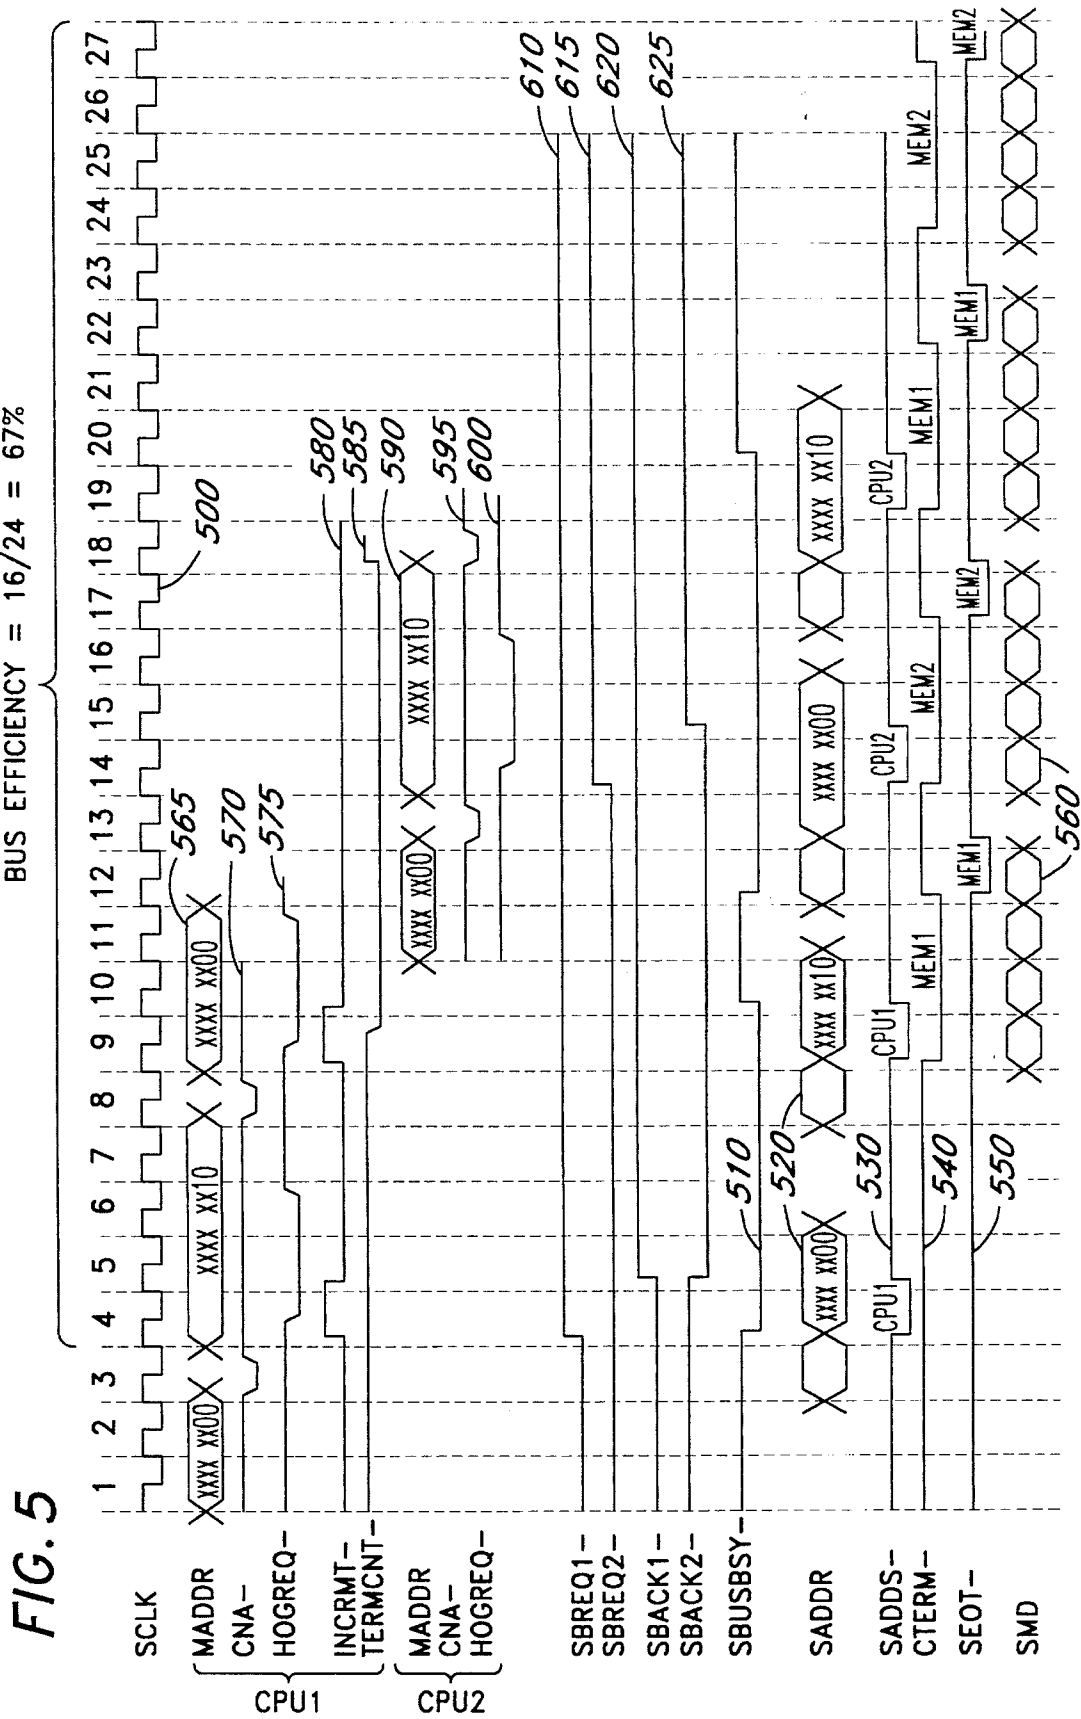 FIG. 5
BUS EFFICIENCY = 16/24 = 67%
1 2 3 4 5 6 7 8 9 10 11 12 13 14 15 16 17 18 19 20 21 22 23 24 25 26 27
SCLK
500
CPU1
MADDR
XXXX XX00
XXXX XX10
XXXX XX00
565
CNA–
570
HOGREQ–
575
INCRMT–
580
TERMCNT–
585
CPU2
MADDR
XXXX XX00
XXXX XX10
590
CNA–
595
HOGREQ–
600
SBREQ1–
610
SBREQ2–
615
SBACK1–
620
SBACK2–
625
SBUSBSY–
510
SADDR
XXXX XX00
520
XXXX XX10
XXXX XX00
XXXX XX10
SADDS–
CPU1
530
CPU1
CPU2
CPU2
CTERM–
540
MEM1
MEM2
MEM1
MEM2
SEOT–
550
MEM1
MEM2
MEM1
MEM2
SMD
560